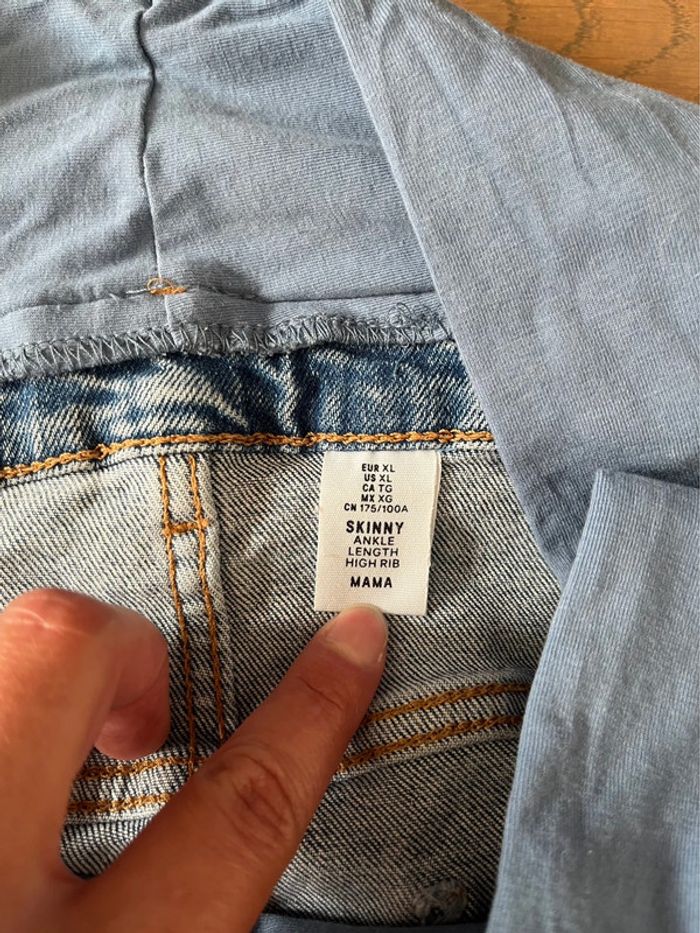 EUR XL
US XL
CA TG
MX XG
CN 175/100A
SKINNY
ANKLE
LENGTH
HIGH RIB
MAMA